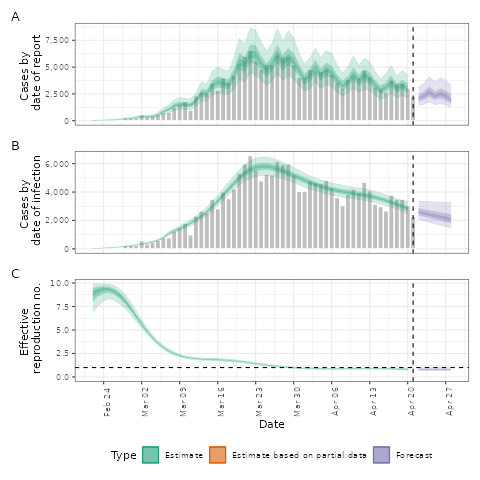 A
Cases by
date of report
7,500
5,000
2,500
0
B
Cases by
date of infection
6,000
4,000
2,000
0
C
Effective
reproduction no.
10.0
7.5
5.0
2.5
0.0
Feb 24
Mar 02
Mar 09
Mar 16
Mar 23
Mar 30
Apr 06
Apr 13
Apr 20
Apr 27
Date
Type Estimate Estimate based on partial data Forecast